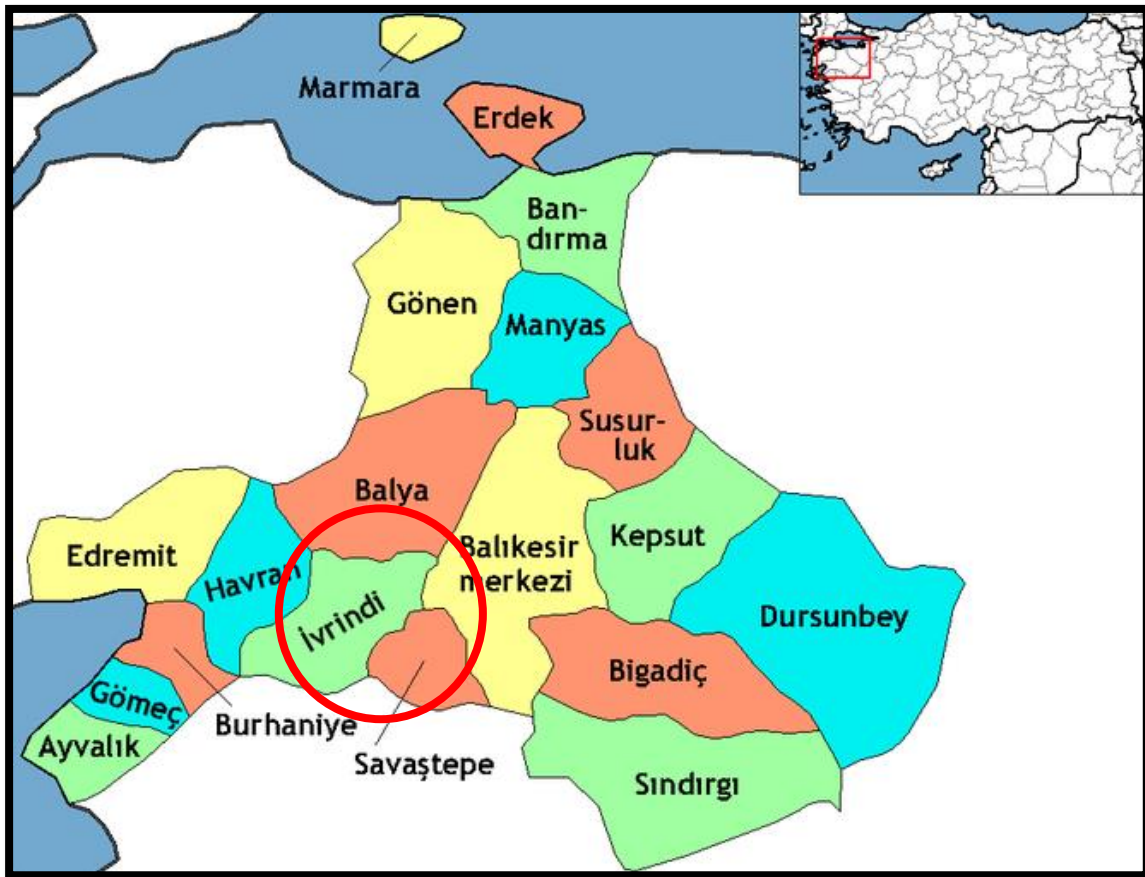 Marmara
Erdek
Ban-
dırma
Gönen
Manyas
Susur-
luk
Balya
Edremit
Havran
Balıkesir
merkezi
Kepsut
İvrindi
Dursunbey
Bigadiç
Gömeç
Burhaniye
Ayvalık
Savaştepe
Sındırgı